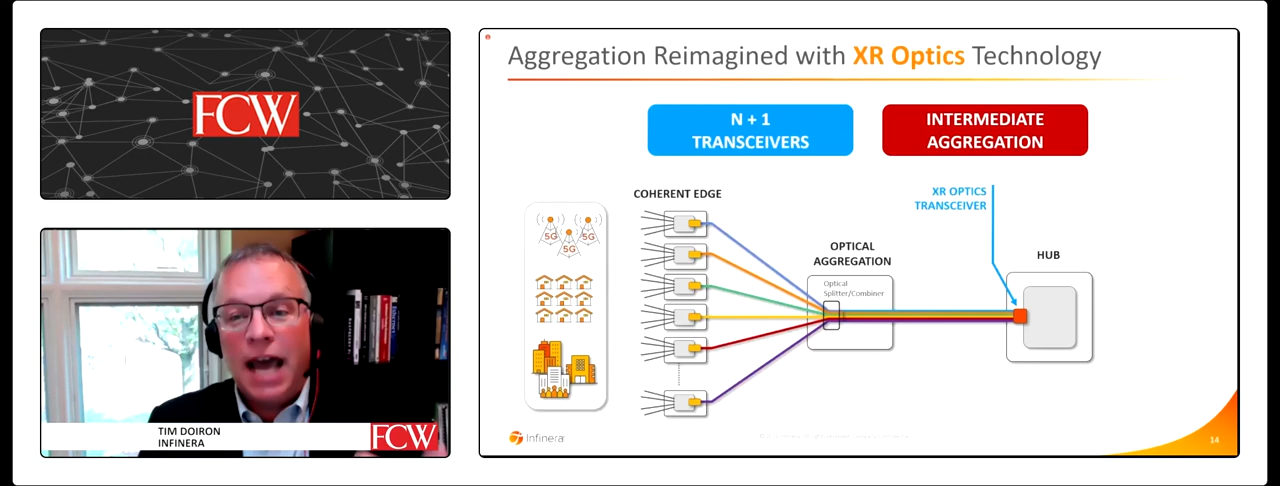 FCW
TIM DOIRON
INFINERA
FCW
Aggregation Reimagined with XR Optics Technology
N + 1
TRANSCEIVERS
INTERMEDIATE
AGGREGATION
COHERENT EDGE
5G
5G
5G
OPTICAL
AGGREGATION
Optical
Splitter/Combiner
XR OPTICS
TRANSCEIVER
HUB
Infinera
14